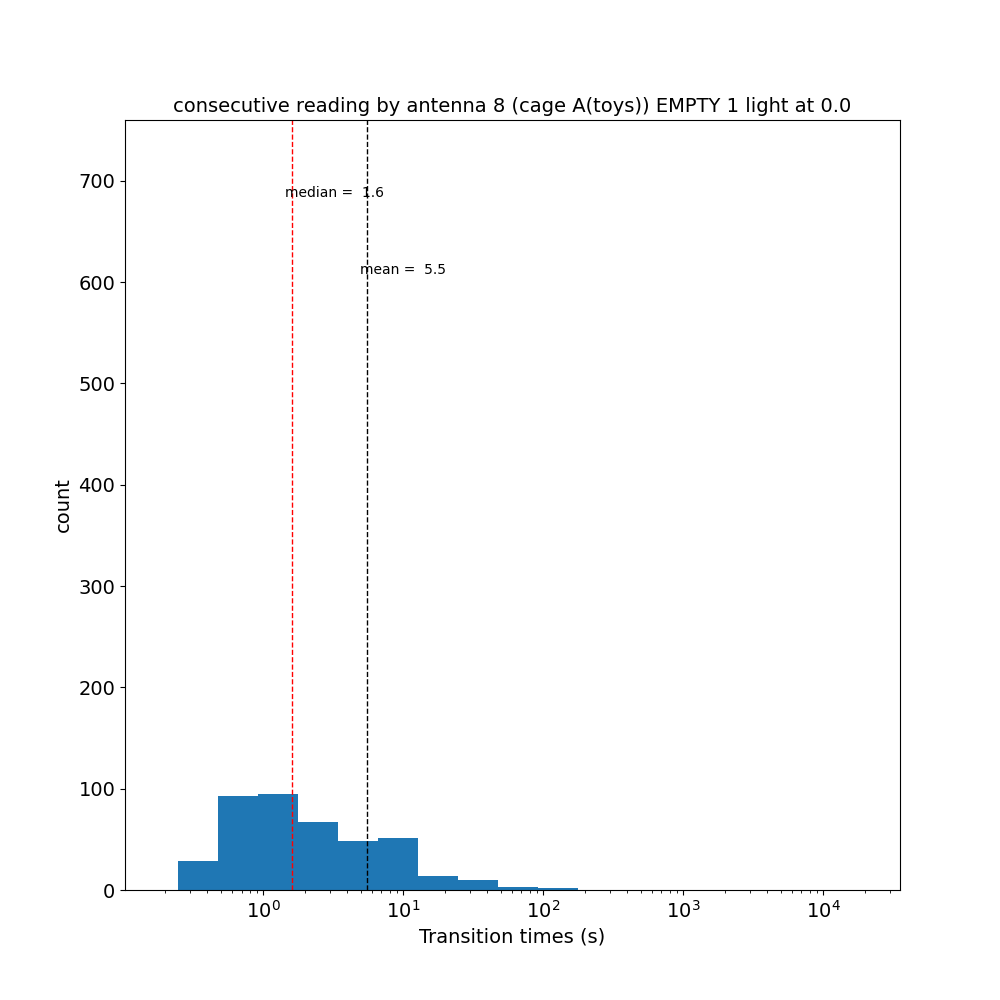 consecutive reading by antenna 8 (cage A(toys)) EMPTY 1 light at 0.0
700
median =  1.6
mean =  5.5
600
500
400
count
300
200
100
0
10^0 10^1 10^2 10^3 10^4
Transition times (s)